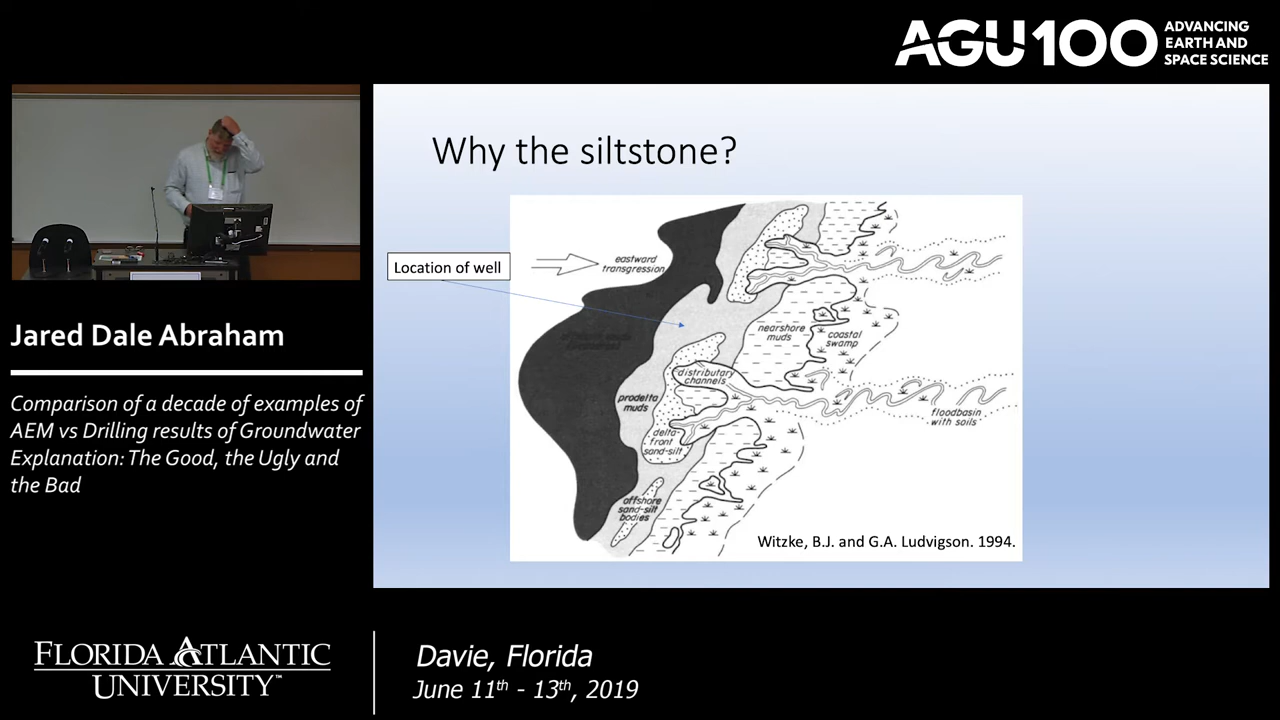 AGU100
ADVANCING
EARTH AND
SPACE SCIENCE
Why the siltstone?
Location of well
eastward
transgression
nearshore
muds
coastal
swamp
distributary
channels
prodelta
muds
delta-
front
sand-silt
floodbasin
with soils
offshore
sand-silt
bodies
Witzke, B.J. and G.A. Ludvigson. 1994.
Jared Dale Abraham
Comparison of a decade of examples of
AEM vs Drilling results of Groundwater
Explanation: The Good, the Ugly and
the Bad
FLORIDA ATLANTIC
UNIVERSITY™
Davie, Florida
June 11th - 13th, 2019